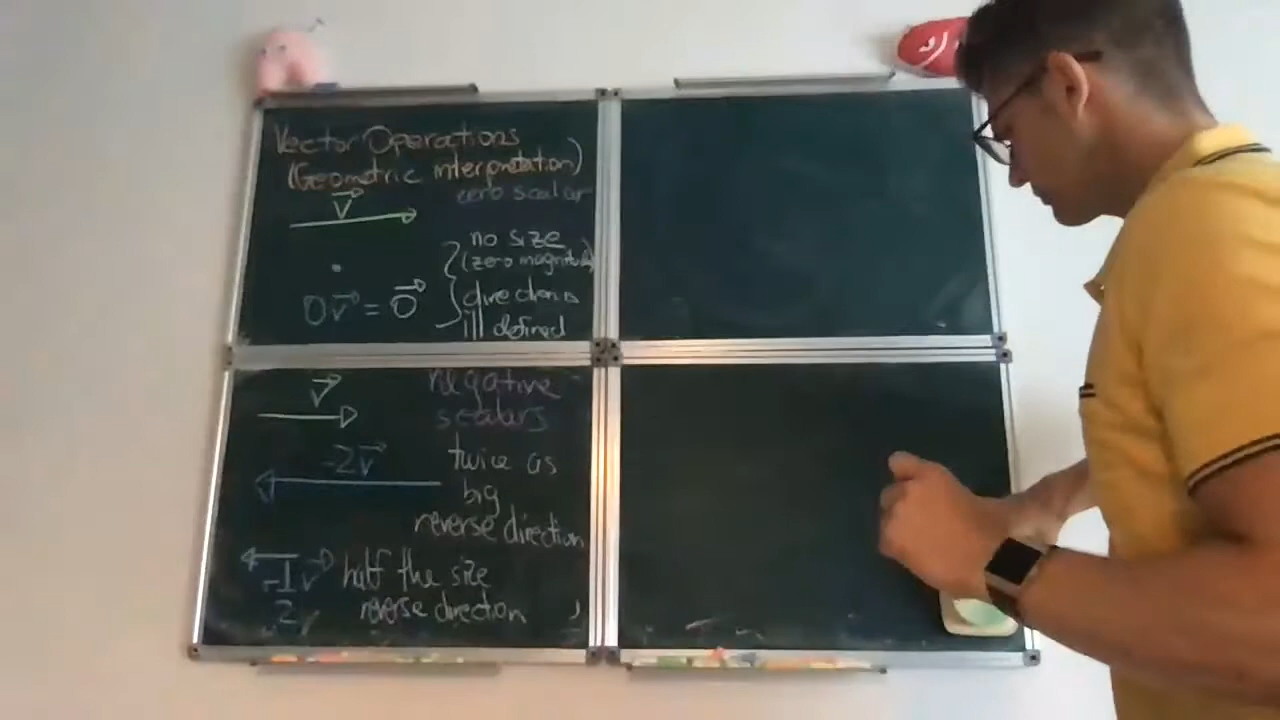 Vector Operations
(Geometric interpretation)
zero scalar
v⃗
no size
(zero magnitude)
0v⃗ = 0⃗
direction is
ill defined
v⃗
negative
scalars
-2v⃗
twice as
big
reverse direction
-1/2 v⃗
half the size
reverse direction